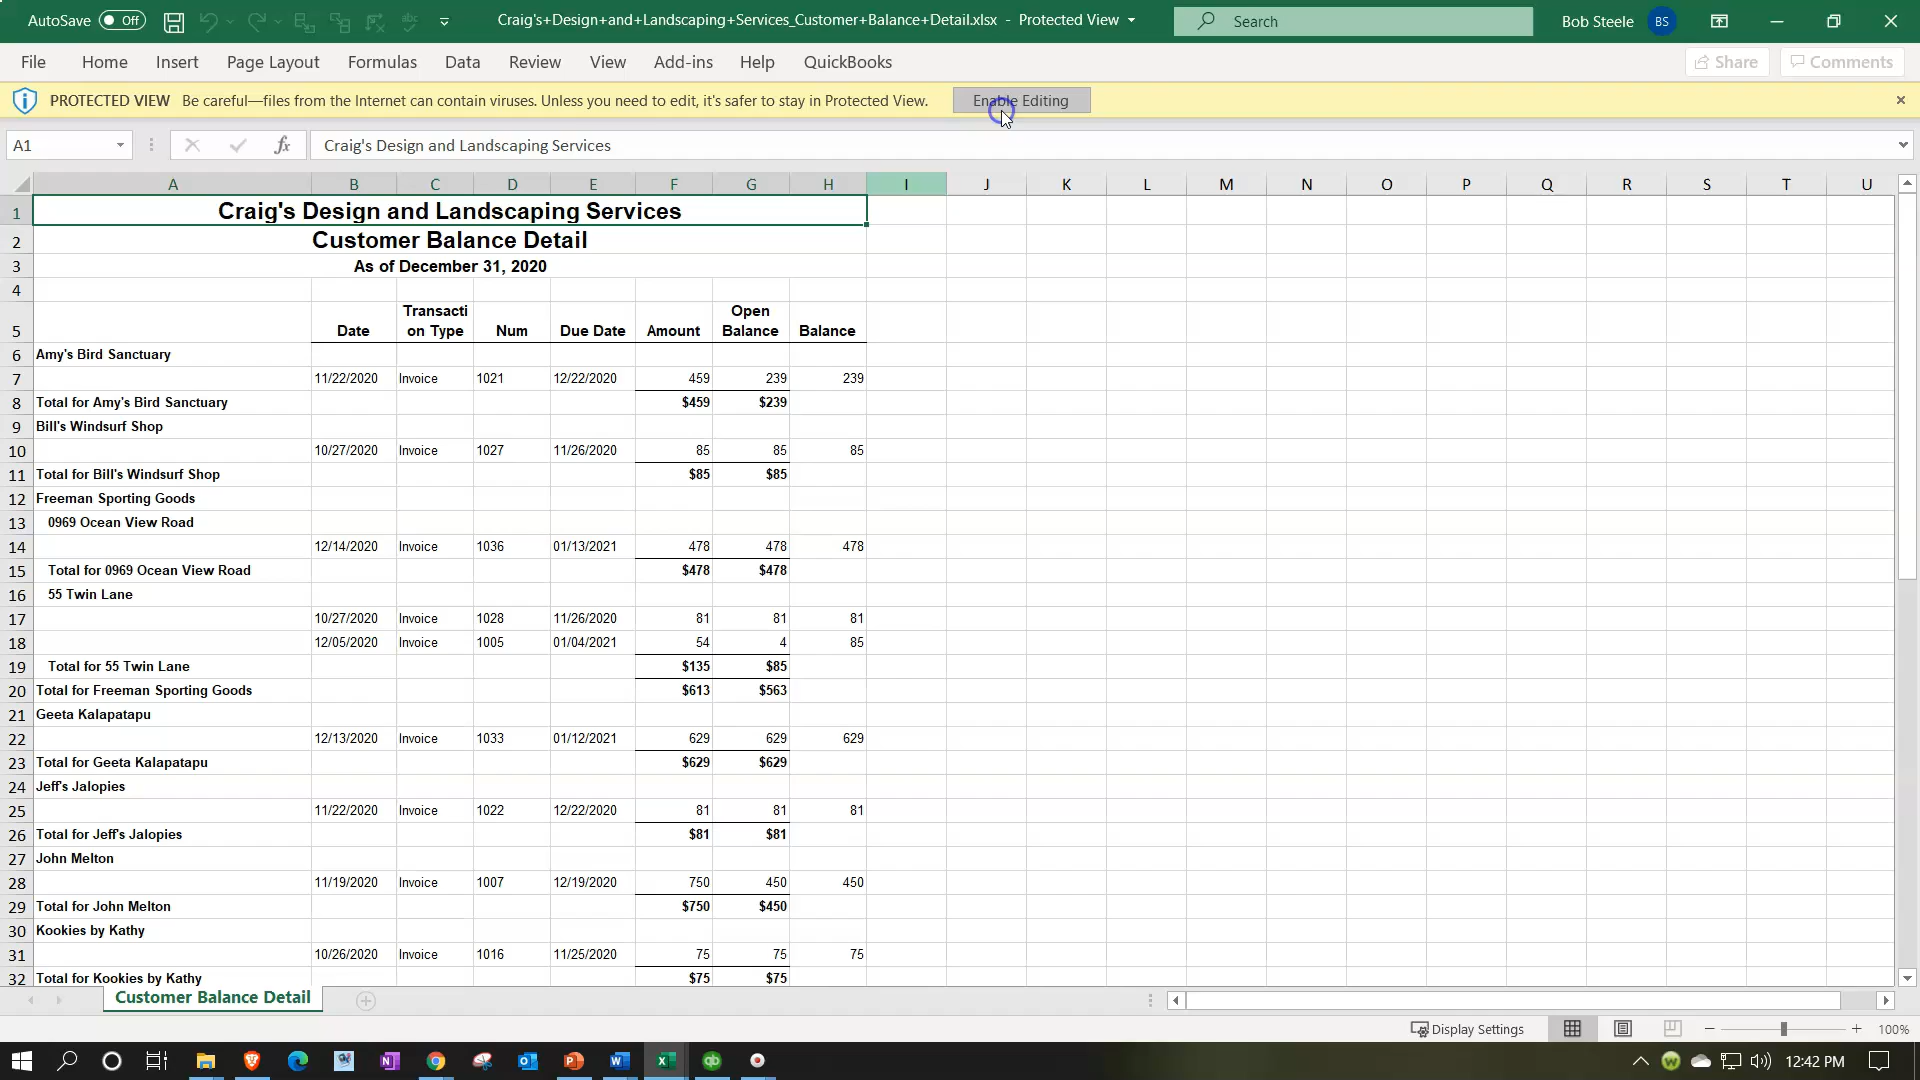 AutoSave Off Craig's+Design+and+Landscaping+Services_Customer+Balance+Detail.xlsx - Protected View Search Bob Steele BS
File Home Insert Page Layout Formulas Data Review View Add-ins Help QuickBooks Share Comments
PROTECTED VIEW Be careful—files from the Internet can contain viruses. Unless you need to edit, it's safer to stay in Protected View. Enable Editing
A1 fx Craig's Design and Landscaping Services
A B C D E F G H I J K L M N O P Q R S T U
1 Craig's Design and Landscaping Services
2 Customer Balance Detail
3 As of December 31, 2020
4
5 Date Transaction Type Num Due Date Amount Open Balance Balance
6 Amy's Bird Sanctuary
7 11/22/2020 Invoice 1021 12/22/2020 459 239 239
8 Total for Amy's Bird Sanctuary $459 $239
9 Bill's Windsurf Shop
10 10/27/2020 Invoice 1027 11/26/2020 85 85 85
11 Total for Bill's Windsurf Shop $85 $85
12 Freeman Sporting Goods
13 0969 Ocean View Road
14 12/14/2020 Invoice 1036 01/13/2021 478 478 478
15 Total for 0969 Ocean View Road $478 $478
16 55 Twin Lane
17 10/27/2020 Invoice 1028 11/26/2020 81 81 81
18 12/05/2020 Invoice 1005 01/04/2021 54 4 85
19 Total for 55 Twin Lane $135 $85
20 Total for Freeman Sporting Goods $613 $563
21 Geeta Kalapatapu
22 12/13/2020 Invoice 1033 01/12/2021 629 629 629
23 Total for Geeta Kalapatapu $629 $629
24 Jeff's Jalopies
25 11/22/2020 Invoice 1022 12/22/2020 81 81 81
26 Total for Jeff's Jalopies $81 $81
27 John Melton
28 11/19/2020 Invoice 1007 12/19/2020 750 450 450
29 Total for John Melton $750 $450
30 Kookies by Kathy
31 10/26/2020 Invoice 1016 11/25/2020 75 75 75
32 Total for Kookies by Kathy $75 $75
Customer Balance Detail
Display Settings 100%
12:42 PM